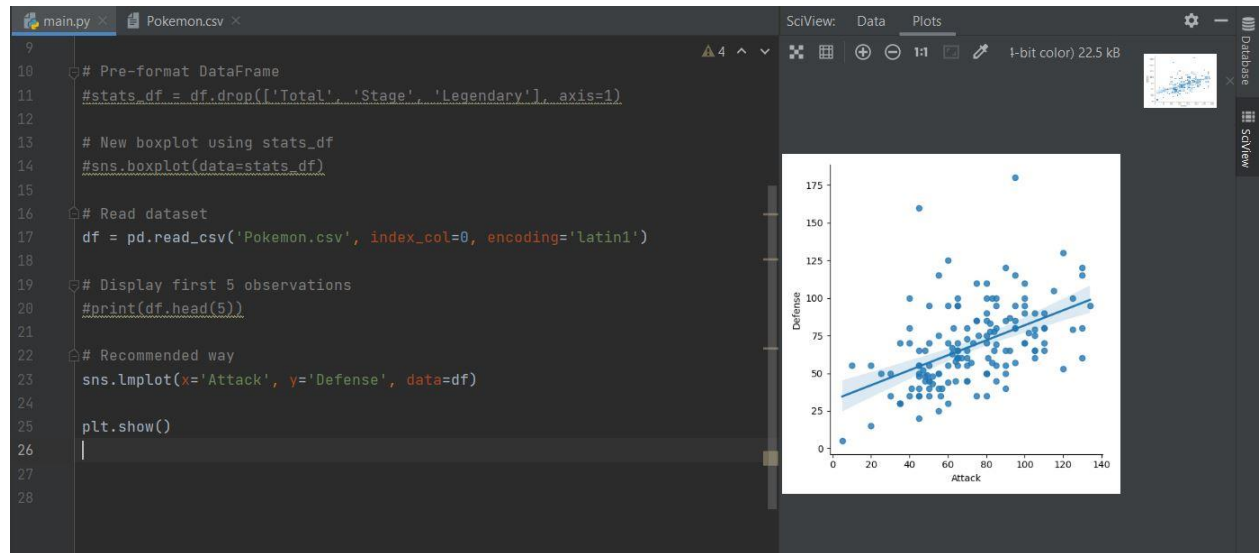 main.py
Pokemon.csv
9
10 # Pre-format DataFrame
11 #stats_df = df.drop(['Total', 'Stage', 'Legendary'], axis=1)
12
13 # New boxplot using stats_df
14 #sns.boxplot(data=stats_df)
15
16 # Read dataset
17 df = pd.read_csv('Pokemon.csv', index_col=0, encoding='latin1')
18
19 # Display first 5 observations
20 #print(df.head(5))
21
22 # Recommended way
23 sns.lmplot(x='Attack', y='Defense', data=df)
24
25 plt.show()
26
27
28
4
SciView: Data Plots
1:1
4-bit color) 22.5 kB
Database
SciView
175
150
125
100
75
50
25
0
Defense
0 20 40 60 80 100 120 140
Attack